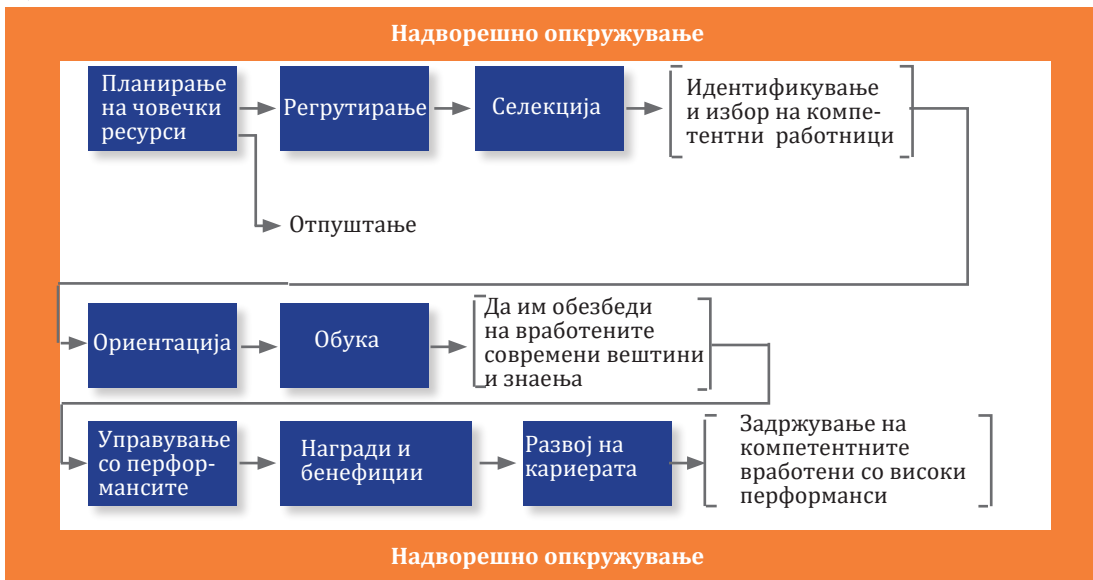 Надворешно опкружување
Планирање
на човечки
ресурси
Регрутирање
Селекција
Идентификување
и избор на компе-
тентни работници
Отпуштање
Ориентација
Обука
Да им обезбеди
на вработените
современи вештини
и знаења
Управување
со перфор-
мансите
Награди и
бенефиции
Развој на
кариерата
Задржување на
компетентните
вработени со високи
перформанси
Надворешно опкружување